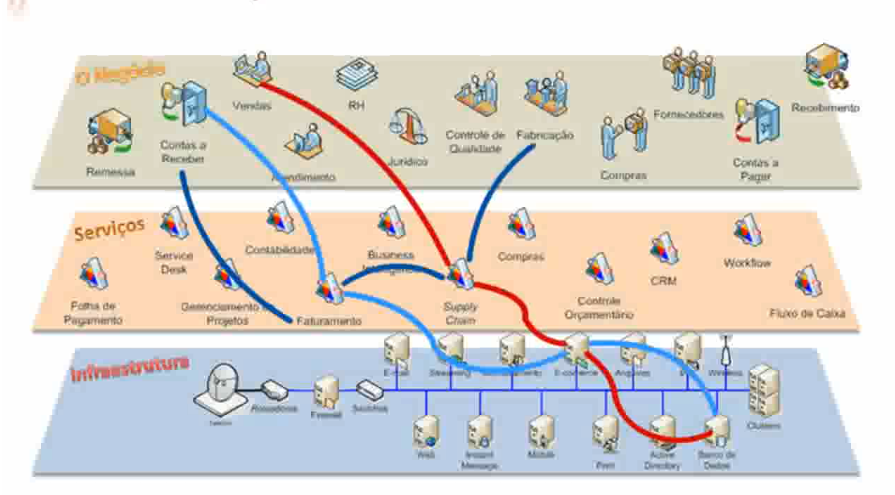 O Negócio
Vendas
RH
Recebimento
Fornecedores
Controle de
Qualidade
Fabricação
Contas a
Receber
Jurídico
Remessa
Atendimento
Compras
Contas a
Pagar
Serviços
Service
Desk
Contabilidade
Business
Compras
Workflow
CRM
Folha de
Pagamento
Gerenciamento de
Projetos
Faturamento
Supply
Chain
Controle
Orçamentário
Fluxo de Caixa
Infraestrutura
E-mail
Streaming
E-commerce
Arquivos
Wireless
Roteadores
Firewall
Switches
Clusters
Web
Instant
Message
Mobile
Print
Active
Directory
Banco de
Dados